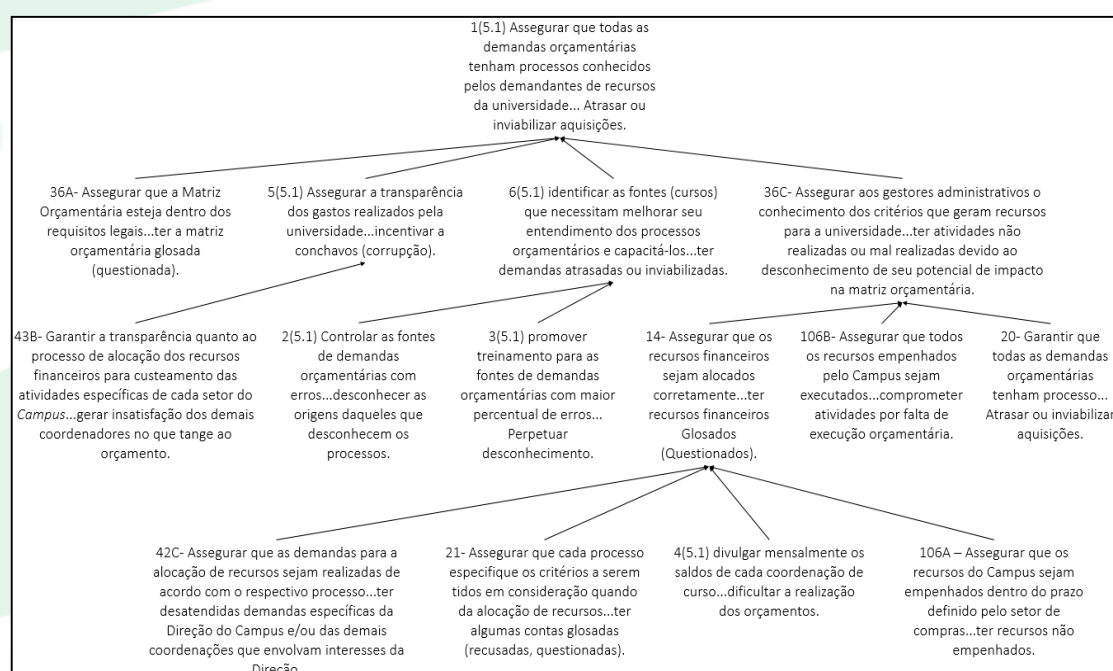 1(5.1) Assegurar que todas as
demandas orçamentárias
tenham processos conhecidos
pelos demandantes de recursos
da universidade... Atrasar ou
inviabilizar aquisições.
36A- Assegurar que a Matriz
Orçamentária esteja dentro dos
requisitos legais...ter a matriz
orçamentária glosada
(questionada).
5(5.1) Assegurar a transparência
dos gastos realizados pela
universidade...incentivar a
conchavos (corrupção).
6(5.1) identificar as fontes (cursos)
que necessitam melhorar seu
entendimento dos processos
orçamentários e capacitá-los...ter
demandas atrasadas ou inviabilizadas.
36C- Assegurar aos gestores administrativos o
conhecimento dos critérios que geram recursos
para a universidade...ter atividades não
realizadas ou mal realizadas devido ao
desconhecimento de seu potencial de impacto
na matriz orçamentária.
43B- Garantir a transparência quanto ao
processo de alocação dos recursos
financeiros para custeamento das
atividades específicas de cada setor do
Campus...gerar insatisfação dos demais
coordenadores no que tange ao
orçamento.
2(5.1) Controlar as fontes
de demandas
orçamentárias com
erros...desconhecer as
origens daqueles que
desconhecem os
processos.
3(5.1) promover
treinamento para as
fontes de demandas
orçamentárias com maior
percentual de erros...
Perpetuar
desconhecimento.
14- Assegurar que os
recursos financeiros
sejam alocados
corretamente...ter
recursos financeiros
Glosados
(Questionados).
106B- Assegurar que todos
os recursos empenhados
pelo Campus sejam
executados...comprometer
atividades por falta de
execução orçamentária.
20- Garantir que
todas as demandas
orçamentárias
tenham processo...
Atrasar ou inviabilizar
aquisições.
42C- Assegurar que as demandas para a
alocação de recursos sejam realizadas de
acordo com o respectivo processo...ter
desatendidas demandas específicas da
Direção do Campus e/ou das demais
coordenações que envolvam interesses da
Direção
21- Assegurar que cada processo
especifique os critérios a serem
tidos em consideração quando
da alocação de recursos...ter
algumas contas glosadas
(recusadas, questionadas).
4(5.1) divulgar mensalmente os
saldos de cada coordenação de
curso...dificultar a realização
dos orçamentos.
106A – Assegurar que os
recursos do Campus sejam
empenhados dentro do prazo
definido pelo setor de
compras...ter recursos não
empenhados.